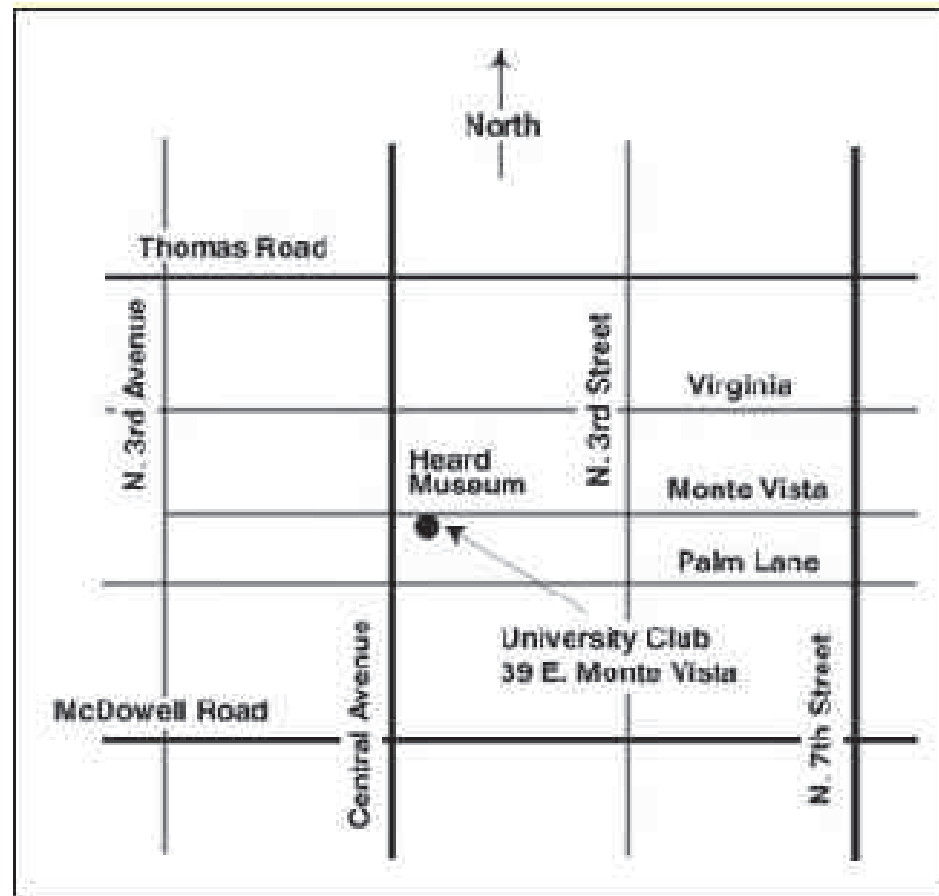 North
Thomas Road
N. 3rd Avenue
N. 3rd Street
Virginia
Heard
Museum
Monte Vista
Palm Lane
University Club
39 E. Monte Vista
McDowell Road
Central Avenue
N. 7th Street